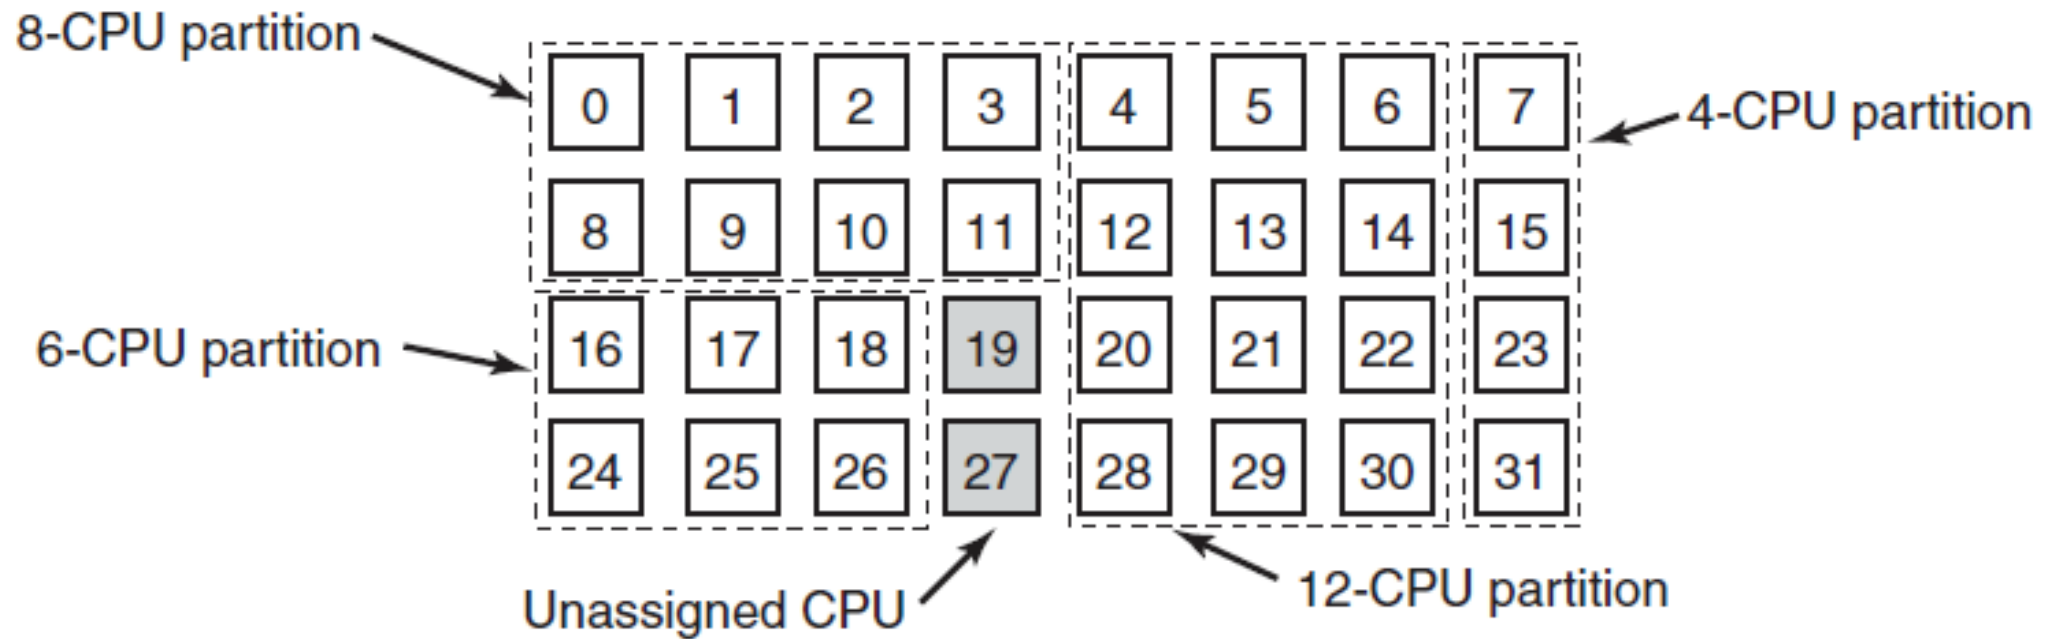 8-CPU partition
0 1 2 3 4 5 6 7
4-CPU partition
8 9 10 11 12 13 14 15
6-CPU partition
16 17 18 19 20 21 22 23
24 25 26 27 28 29 30 31
Unassigned CPU
12-CPU partition